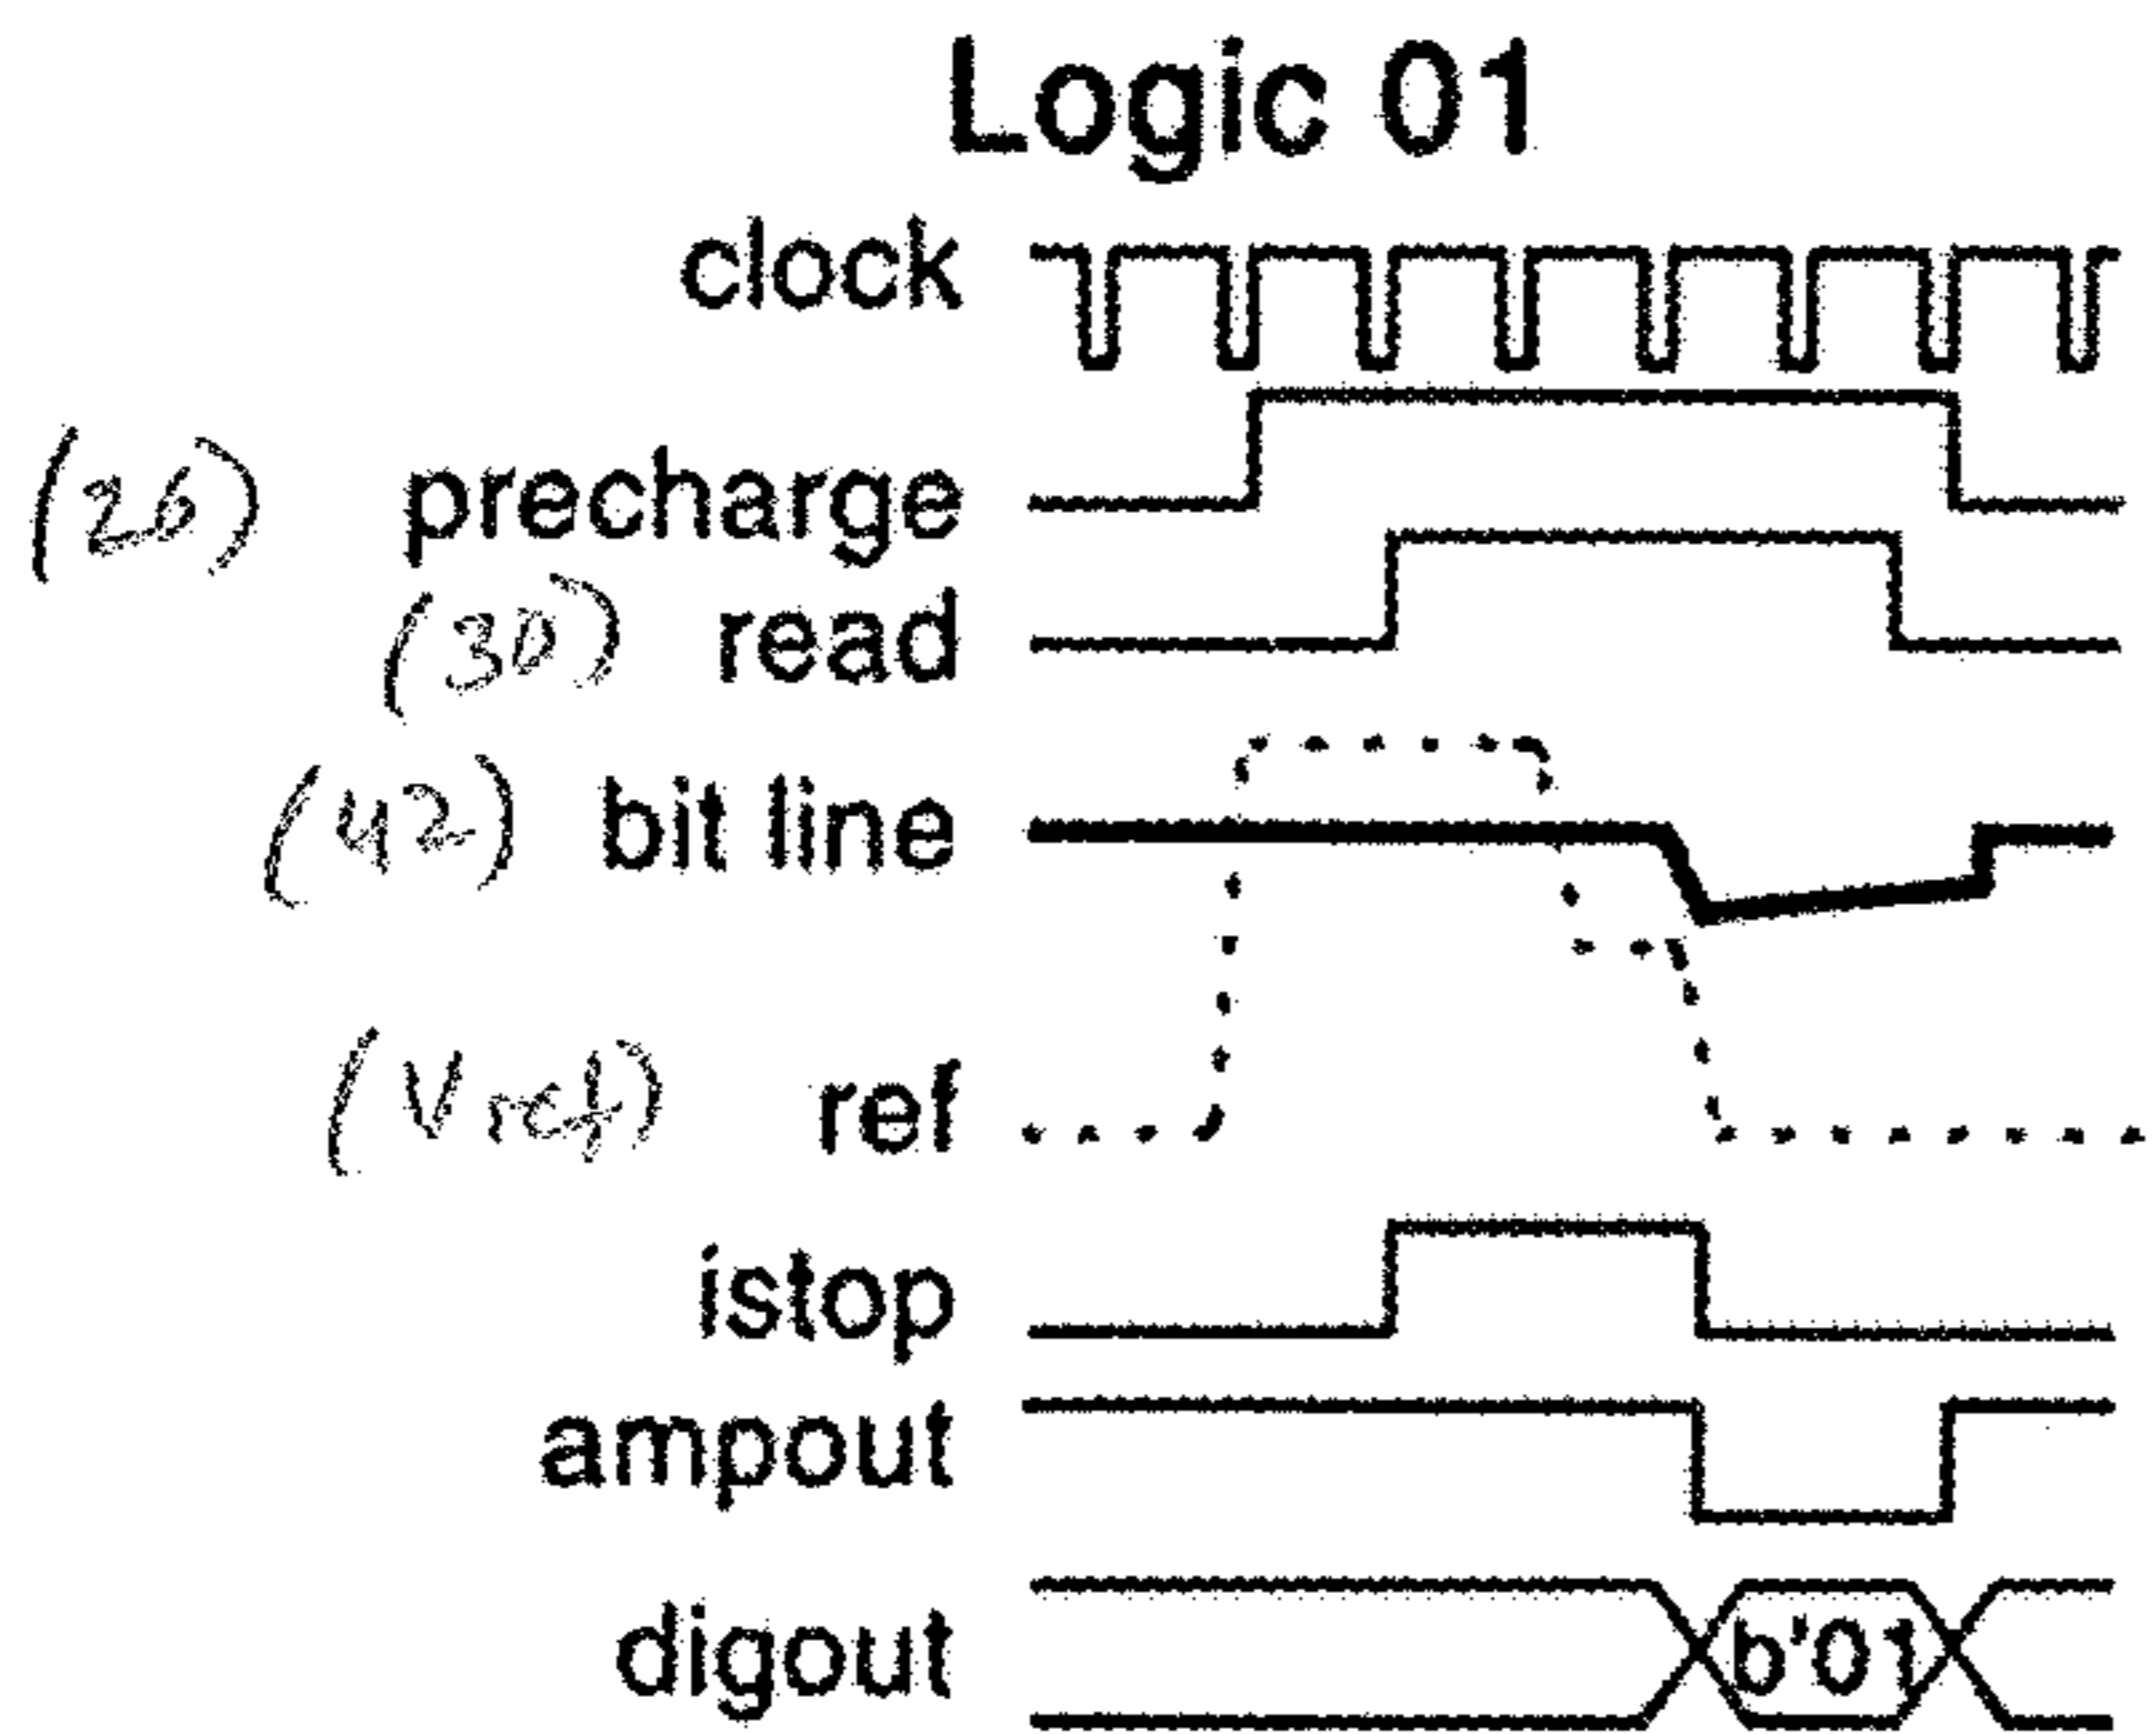 Logic 01
clock
(26) precharge
(30) read
(42) bit line
(Vref) ref
istop
ampout
digout b'01